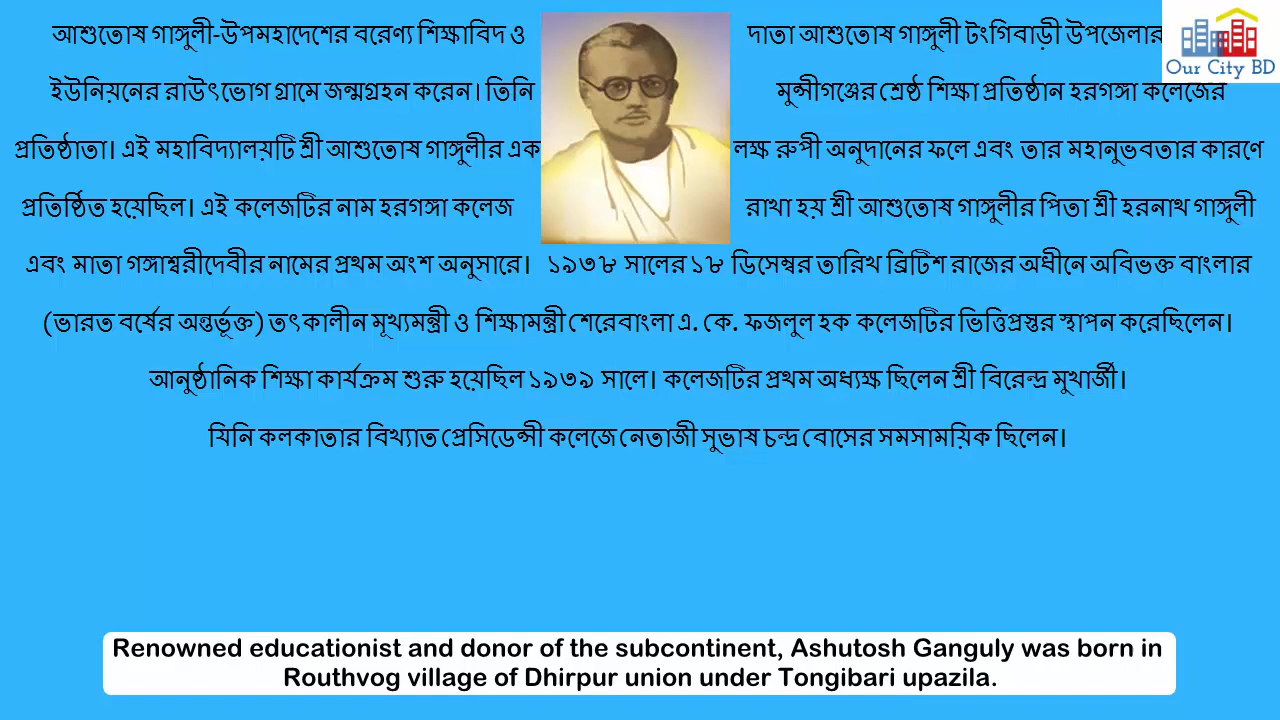 আশুতোষ গাঙ্গুলী-উপমহাদেশের বরেণ্য শিক্ষাবিদ ও দাতা আশুতোষ গাঙ্গুলী টংগিবাড়ী উপজেলার
ইউনিয়নের রাউৎভোগ গ্রামে জন্মগ্রহন করেন। তিনি মুন্সীগঞ্জের শ্রেষ্ঠ শিক্ষা প্রতিষ্ঠান হরগঙ্গা কলেজের
প্রতিষ্ঠাতা। এই মহাবিদ্যালয়টি শ্রী আশুতোষ গাঙ্গুলীর এক লক্ষ রুপী অনুদানের ফলে এবং তার মহানুভবতার কারণে
প্রতিষ্ঠিত হয়েছিল। এই কলেজটির নাম হরগঙ্গা কলেজ রাখা হয় শ্রী আশুতোষ গাঙ্গুলীর পিতা শ্রী হরনাথ গাঙ্গুলী
এবং মাতা গঙ্গাশ্বরীদেবীর নামের প্রথম অংশ অনুসারে। ১৯৩৮ সালের ১৮ ডিসেম্বর তারিখ ব্রিটিশ রাজের অধীনে অবিভক্ত বাংলার
(ভারত বর্ষের অন্তর্ভূক্ত) তৎকালীন মূখ্যমন্ত্রী ও শিক্ষামন্ত্রী শেরেবাংলা এ. কে. ফজলুল হক কলেজটির ভিত্তিপ্রস্তুর স্থাপন করেছিলেন।
আনুষ্ঠানিক শিক্ষা কার্যক্রম শুরু হয়েছিল ১৯৩৯ সালে। কলেজটির প্রথম অধ্যক্ষ ছিলেন শ্রী বিরেন্দ্র মুখার্জী।
যিনি কলকাতার বিখ্যাত প্রেসিডেন্সী কলেজে নেতাজী সুভাষ চন্দ্র বোসের সমসাময়িক ছিলেন।
Our City BD
Renowned educationist and donor of the subcontinent, Ashutosh Ganguly was born in
Routhvog village of Dhirpur union under Tongibari upazila.